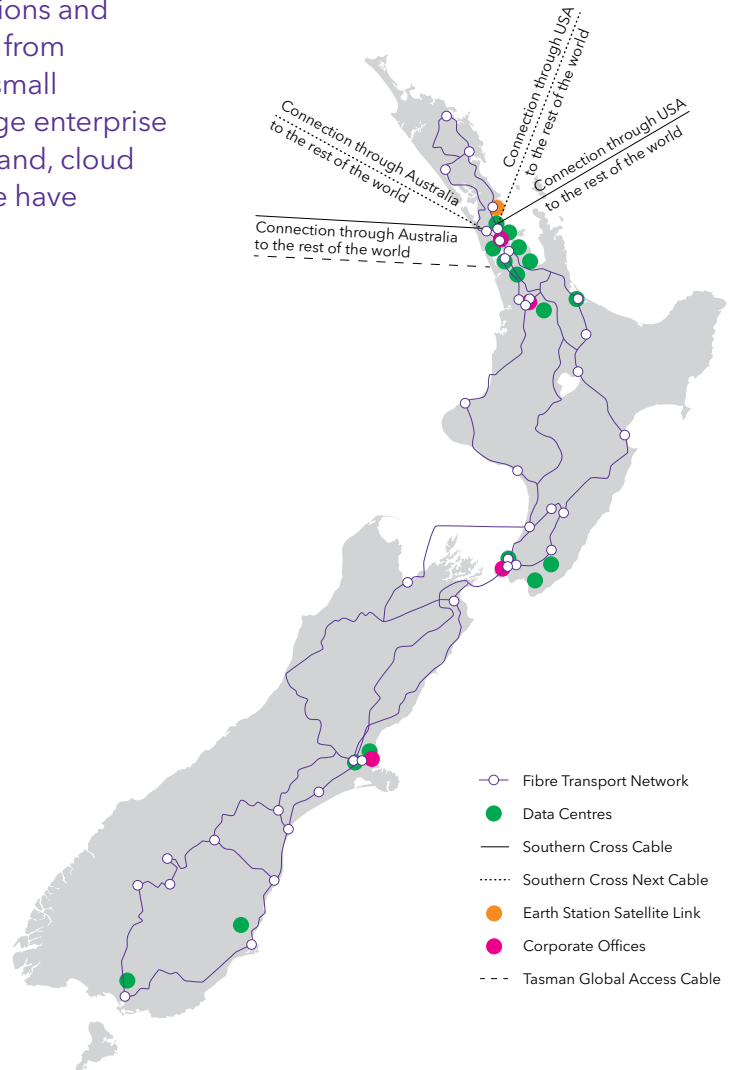 ions and
from
small
ge enterprise
and, cloud
e have
Connection through USA
to the rest of the world
Connection through USA
to the rest of the world
Connection through Australia
to the rest of the world
Connection through Australia
to the rest of the world
Fibre Transport Network
Data Centres
Southern Cross Cable
Southern Cross Next Cable
Earth Station Satellite Link
Corporate Offices
Tasman Global Access Cable